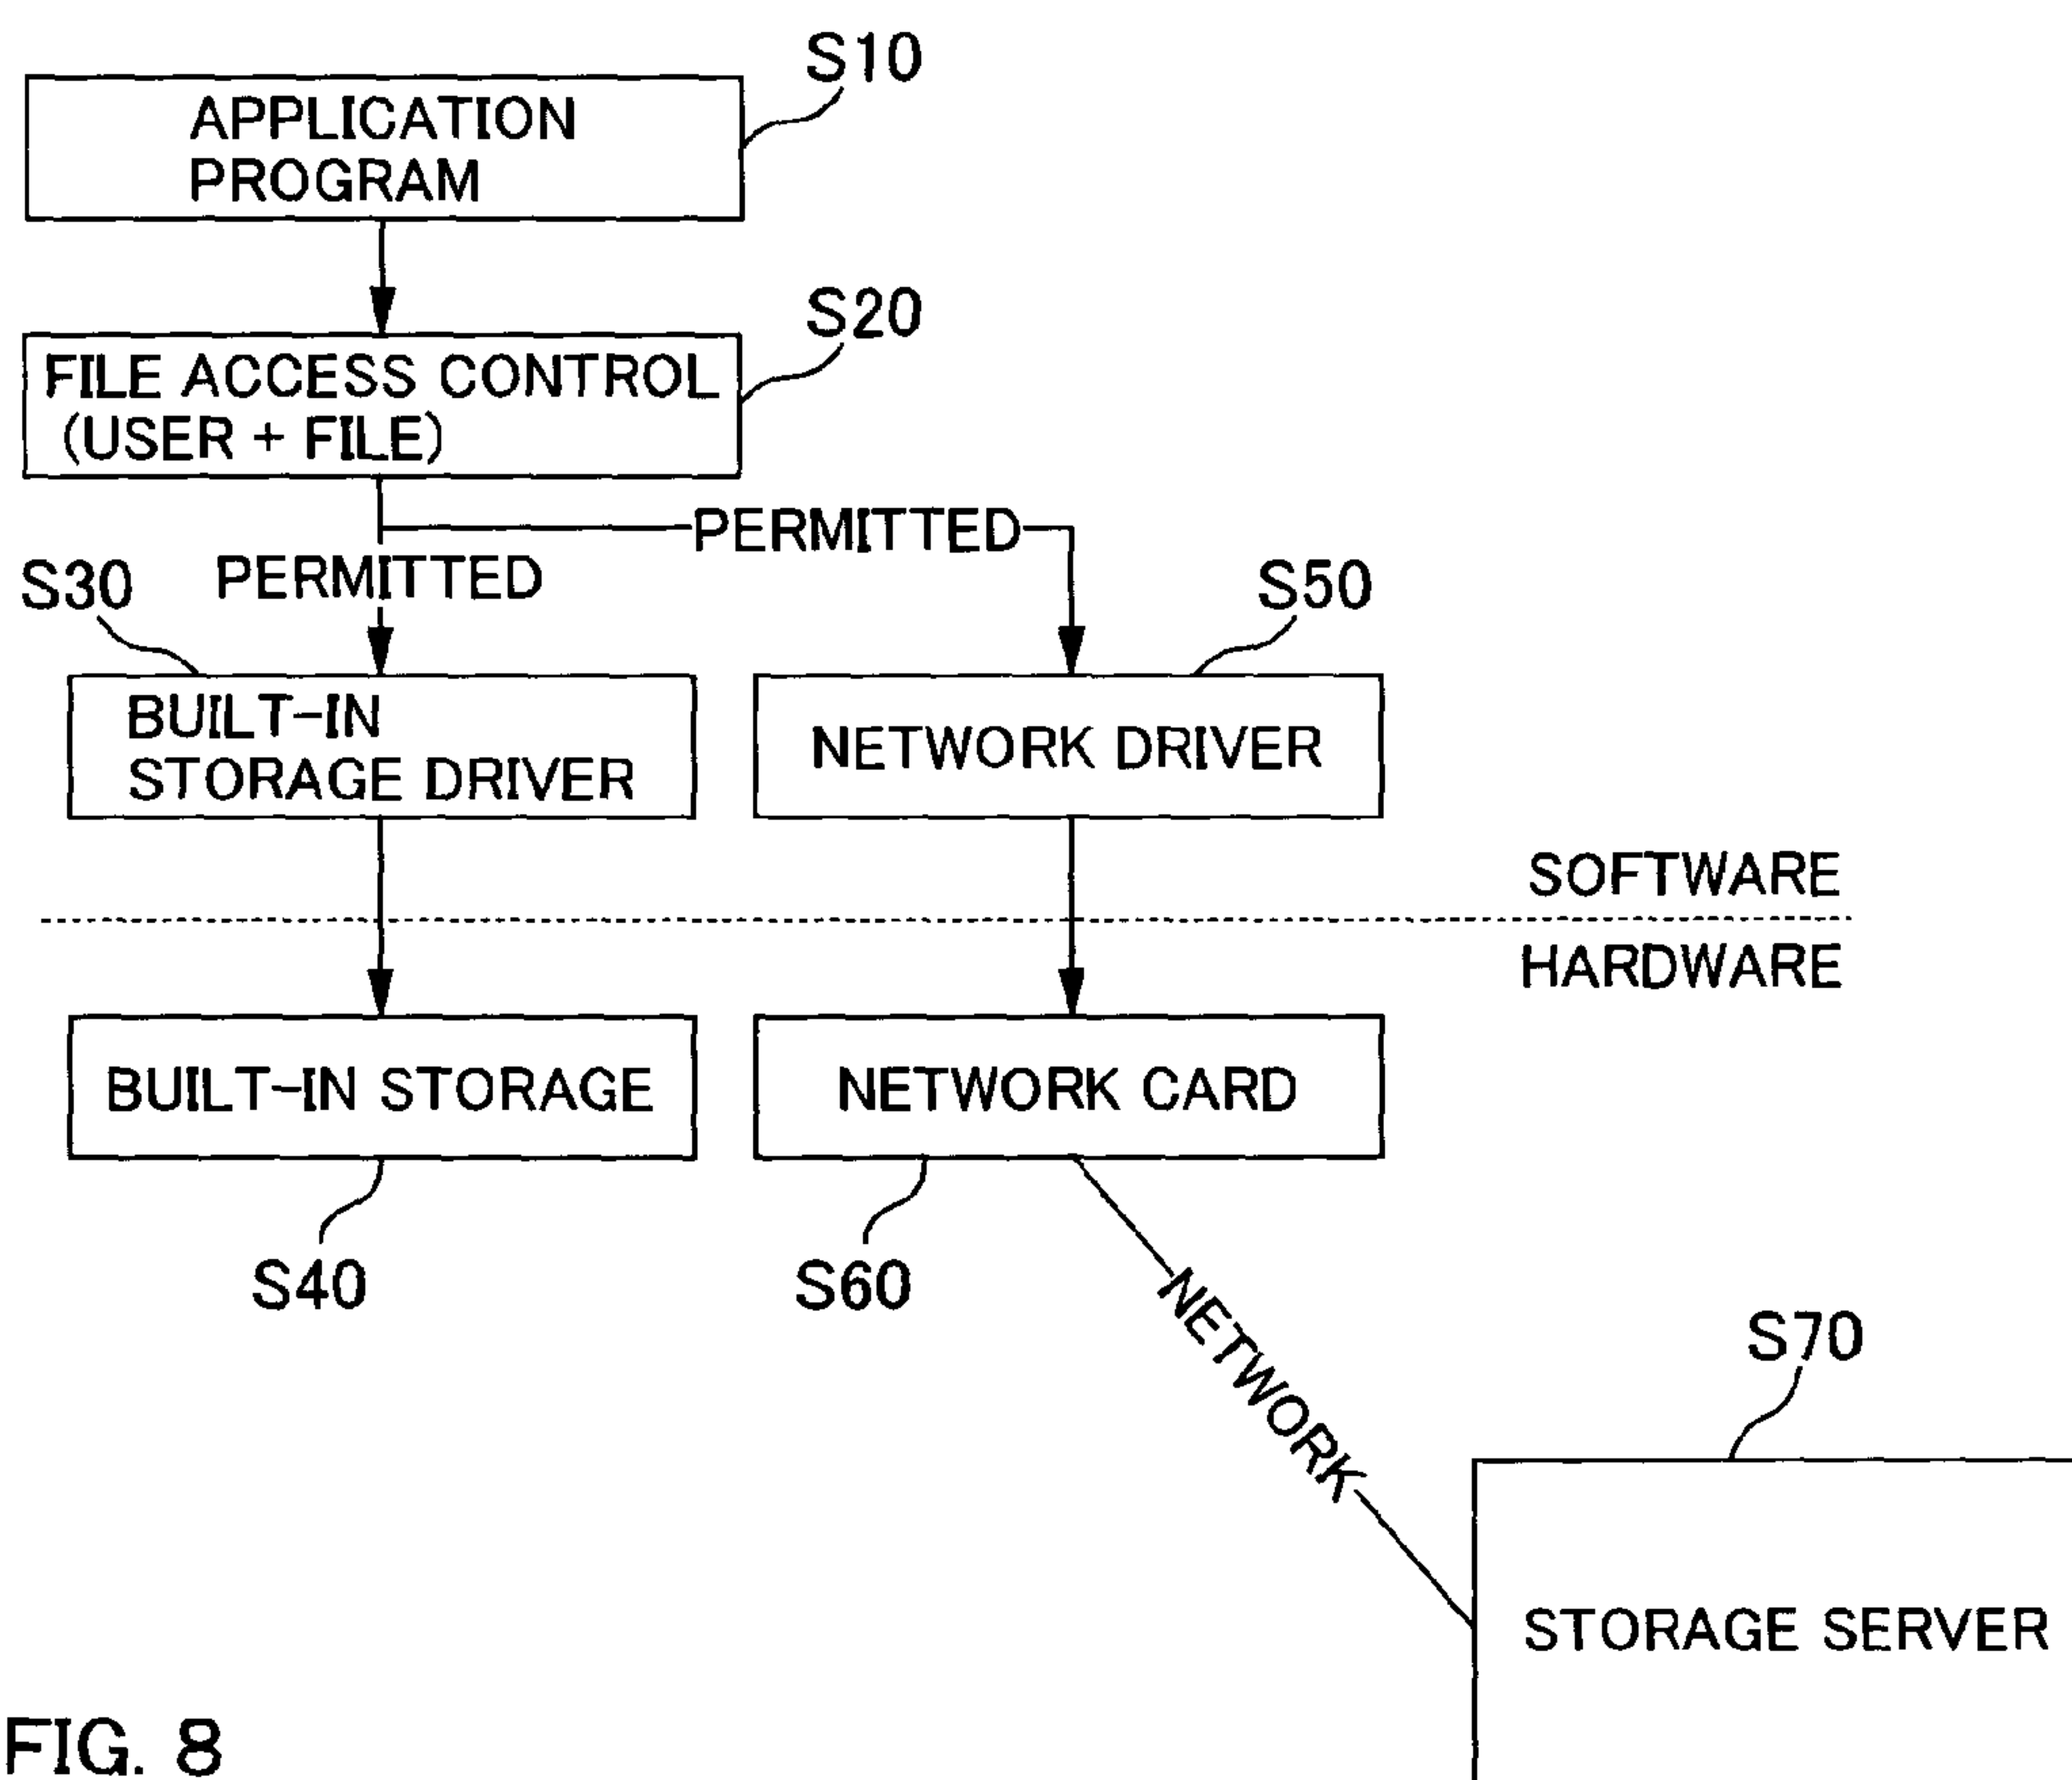 S10
APPLICATION
PROGRAM
S20
FILE ACCESS CONTROL
(USER + FILE)
PERMITTED
PERMITTED
S30
S50
BUILT-IN
STORAGE DRIVER
NETWORK DRIVER
SOFTWARE
HARDWARE
BUILT-IN STORAGE
NETWORK CARD
S40
S60
NETWORK
S70
STORAGE SERVER
FIG. 8